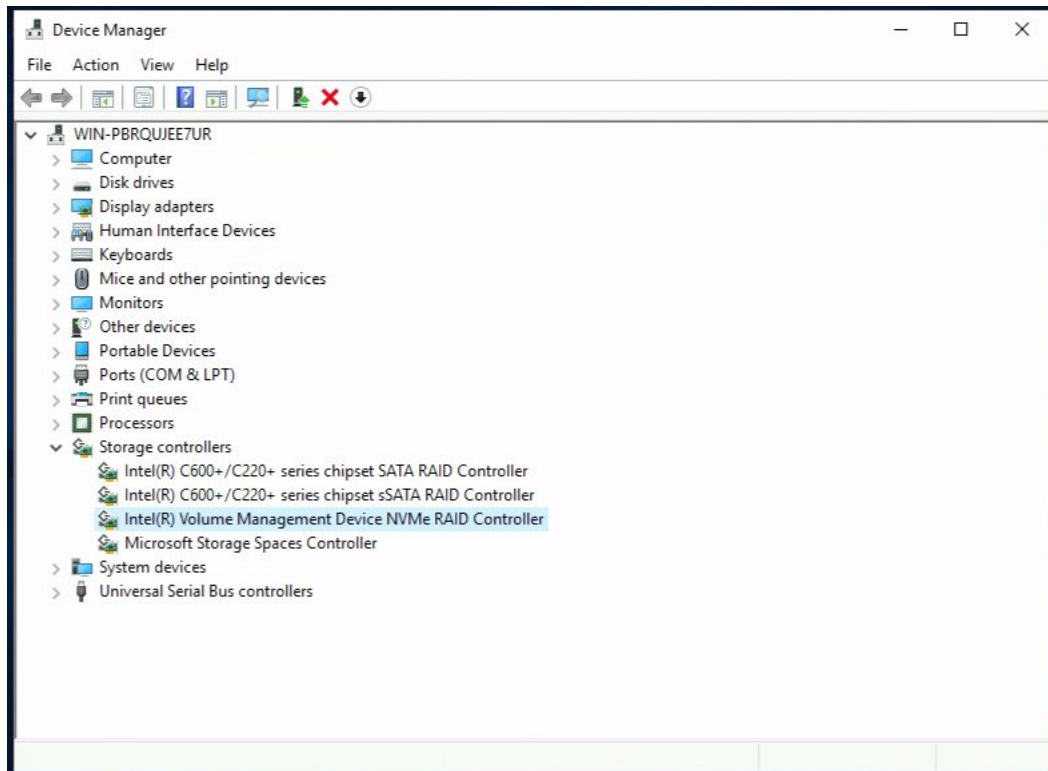 Device Manager
File Action View Help
WIN-PBRQUJEE7UR
Computer
Disk drives
Display adapters
Human Interface Devices
Keyboards
Mice and other pointing devices
Monitors
Other devices
Portable Devices
Ports (COM & LPT)
Print queues
Processors
Storage controllers
Intel(R) C600+/C220+ series chipset SATA RAID Controller
Intel(R) C600+/C220+ series chipset sSATA RAID Controller
Intel(R) Volume Management Device NVMe RAID Controller
Microsoft Storage Spaces Controller
System devices
Universal Serial Bus controllers